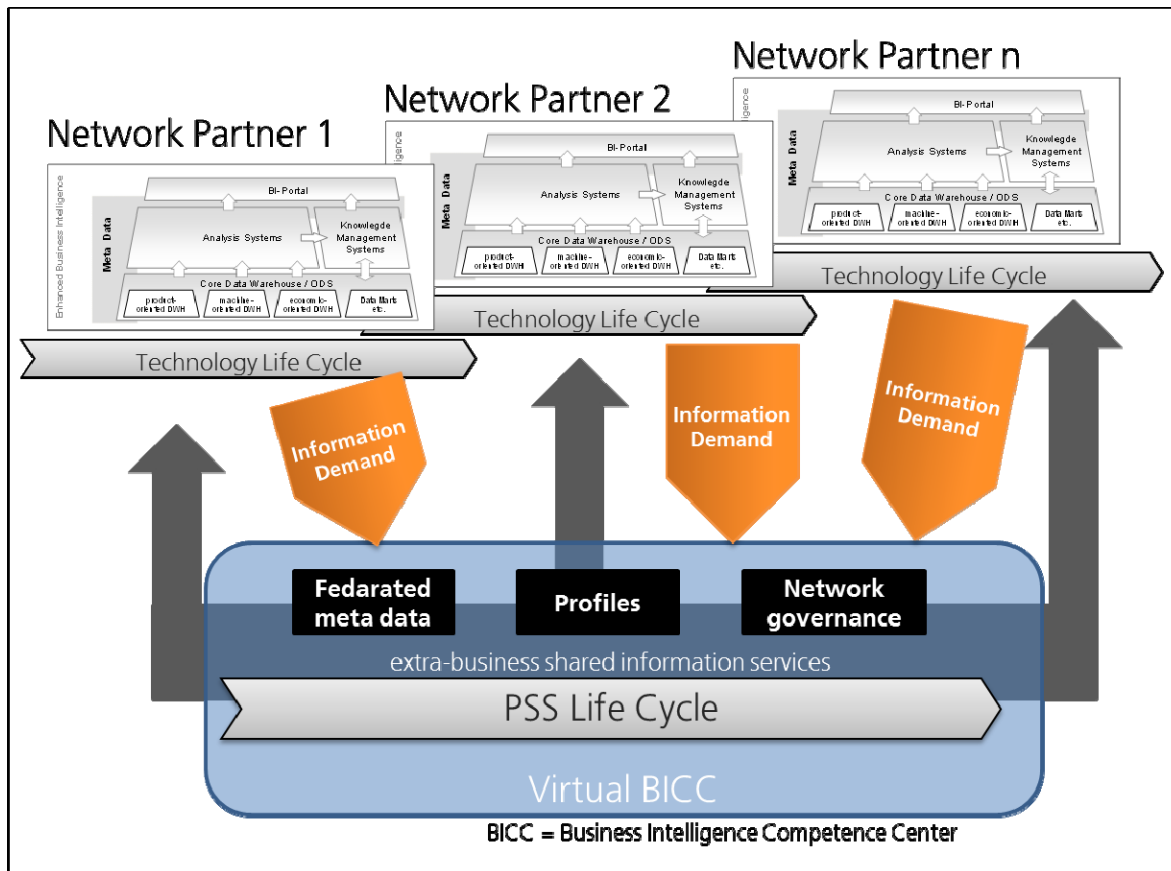 Network Partner n
Network Partner 2
Network Partner 1
Enhanced Business Intelligence
Meta Data
BI-Portal
Analysis Systems
Knowlegde
Management
Systems
Core Data Warehouse / ODS
product-
oriented DWH
machine-
oriented DWH
economic-
oriented DWH
Data Marts
etc.
Technology Life Cycle
lligence
Meta Data
BI-Portal
Analysis Systems
Knowlegde
Management
Systems
Core Data Warehouse / ODS
product-
oriented DWH
machine-
oriented DWH
economic-
oriented DWH
Data Marts
etc.
Technology Life Cycle
lligence
Meta Data
BI-Portal
Analysis Systems
Knowlegde
Management
Systems
Core Data Warehouse / ODS
product-
oriented DWH
machine-
oriented DWH
economic-
oriented DWH
Data Marts
etc.
Technology Life Cycle
Information
Demand
Information
Demand
Information
Demand
Fedarated
meta data
Profiles
Network
governance
extra-business shared information services
PSS Life Cycle
Virtual BICC
BICC = Business Intelligence Competence Center